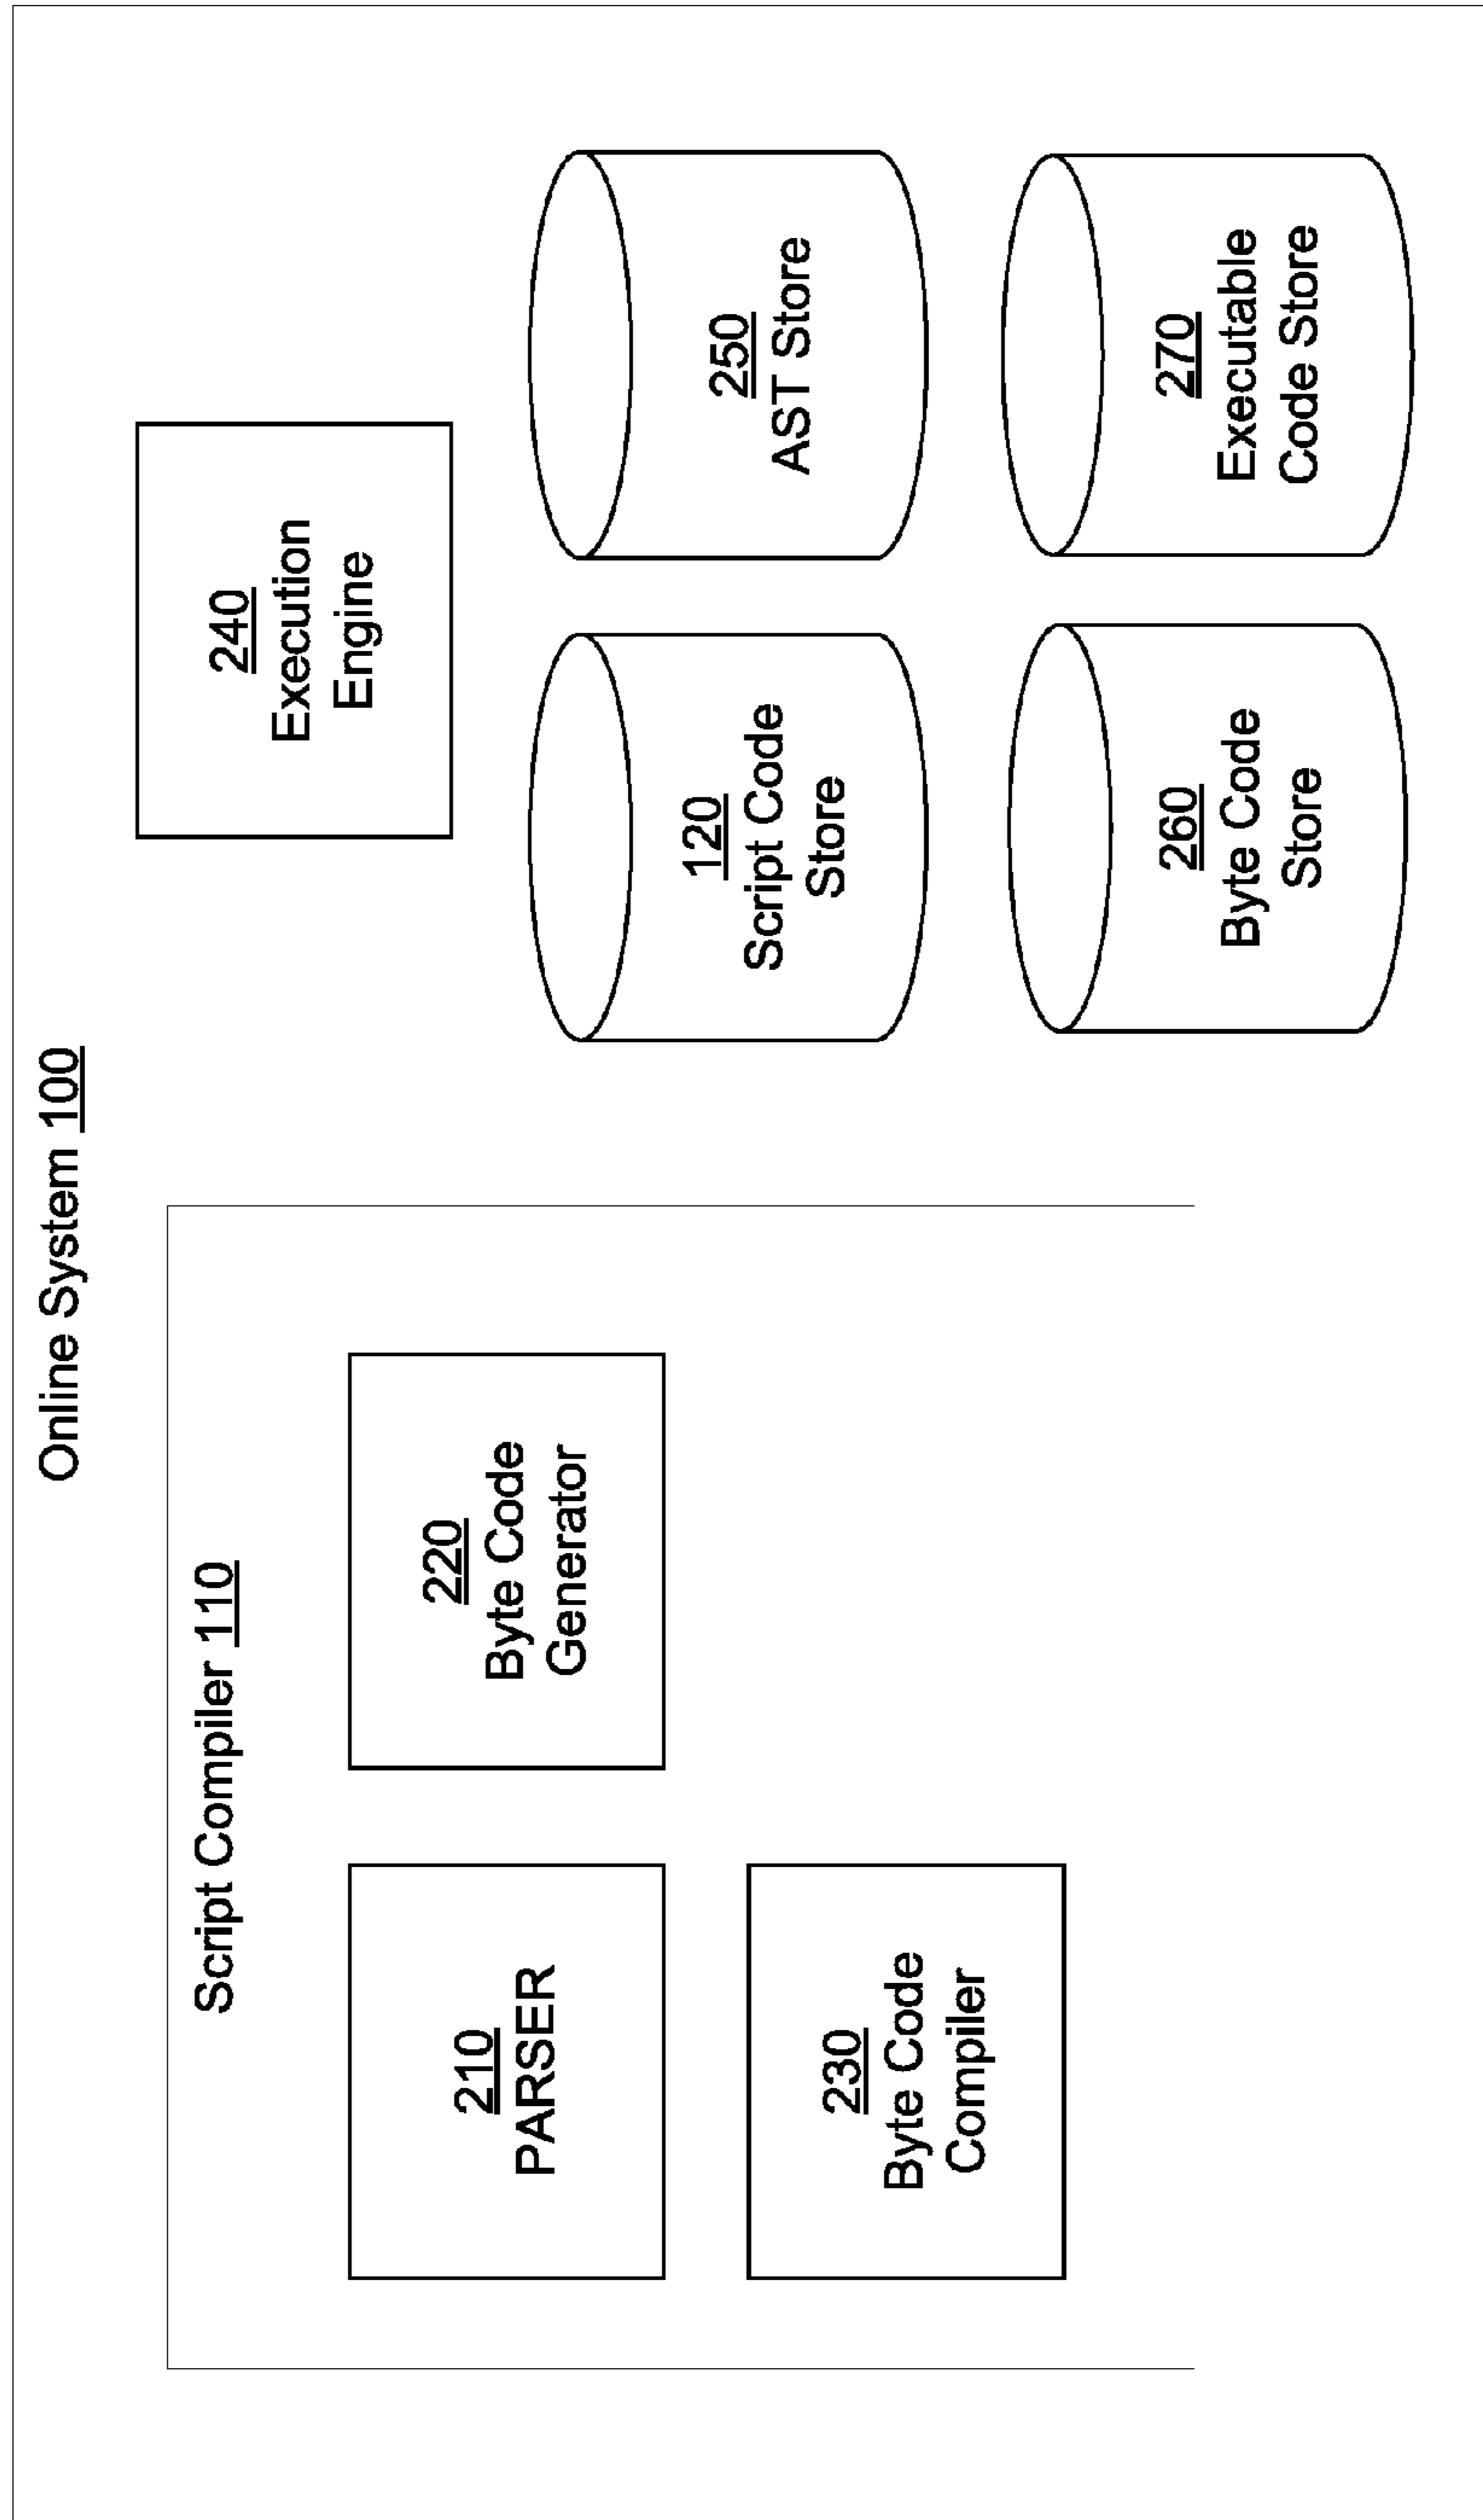 Online System 100
Script Compiler 110
210
PARSER
220
Byte Code
Generator
230
Byte Code
Compiler
240
Execution
Engine
120
Script Code
Store
250
AST Store
260
Byte Code
Store
270
Executable
Code Store